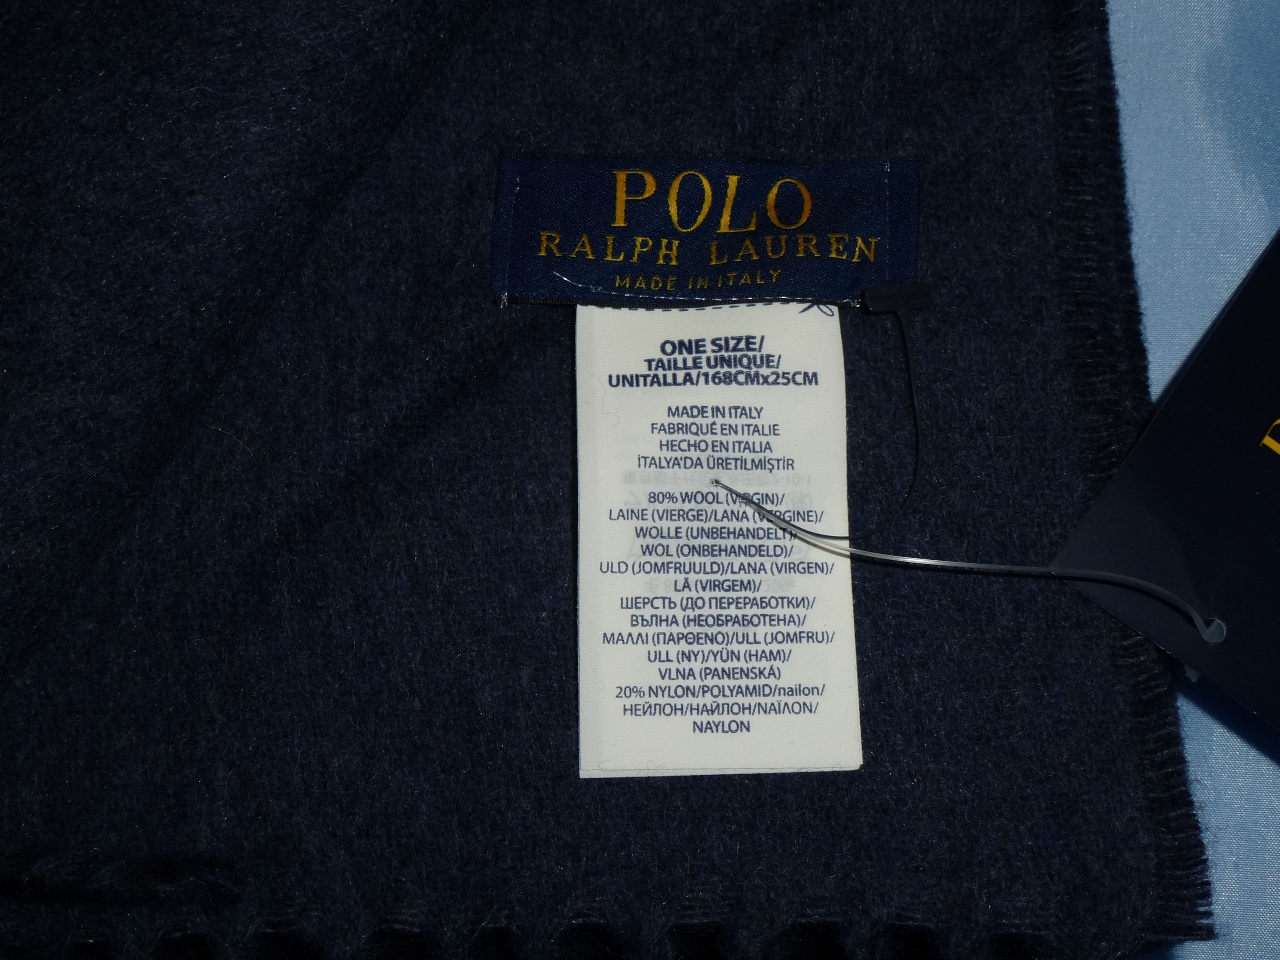 POLO
RALPH LAUREN
MADE IN ITALY
ONE SIZE/
TAILLE UNIQUE/
UNITALLA/168CMx25CM
MADE IN ITALY
FABRIQUÉ EN ITALIE
HECHO EN ITALIA
İTALYA'DA ÜRETİLMİŞTİR
80% WOOL (VIRGIN)/
LAINE (VIERGE)/LANA (VERGINE)/
WOLLE (UNBEHANDELT)/
WOL (ONBEHANDELD)/
ULD (JOMFRUULD)/LANA (VIRGEN)/
LÃ (VIRGEM)/
ШЕРСТЬ (ДО ПЕРЕРАБОТКИ)/
ВЪЛНА (НЕОБРАБОТЕНА)/
ΜΑΛΛΙ (ΠΑΡΘΕΝΟ)/ULL (JOMFRU)/
ULL (NY)/YÜN (HAM)/
VLNA (PANENSKÁ)
20% NYLON/POLYAMID/nailon/
НЕЙЛОН/НАЙЛОН/ΝΑΪΛΟΝ/
NAYLON